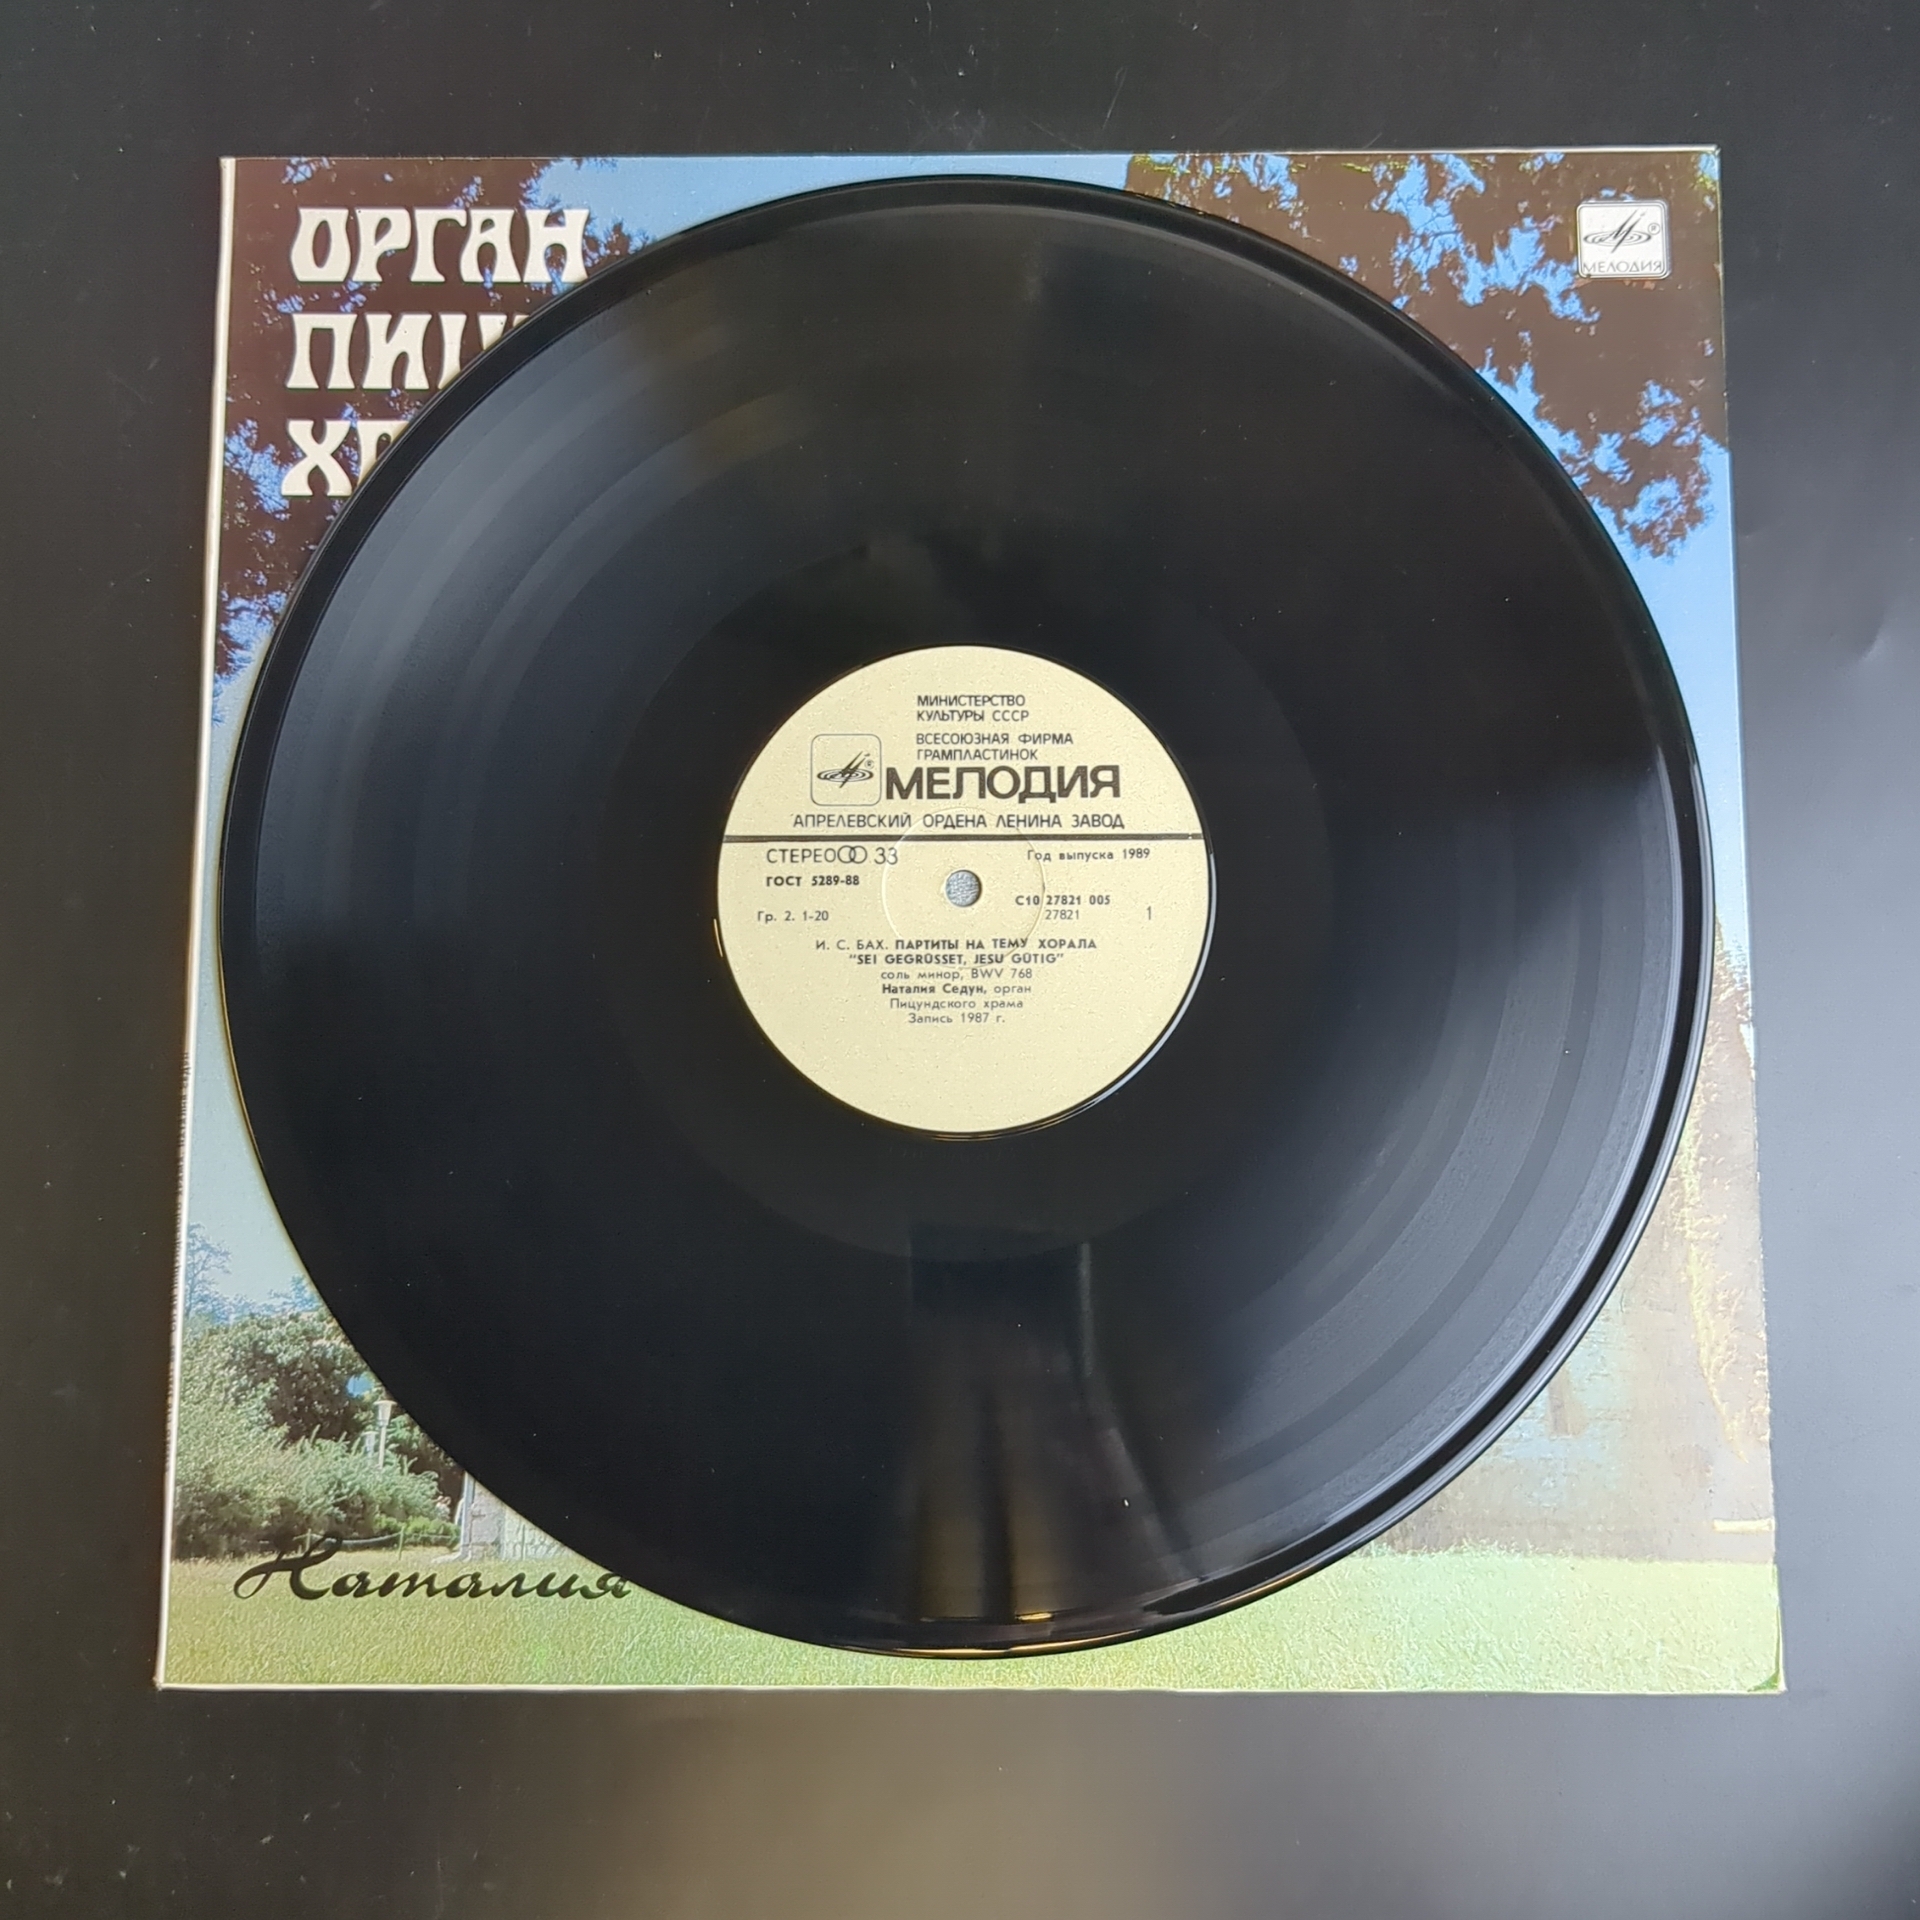 ОРГАН
МЕЛОДИЯ
МИНИСТЕРСТВО
КУЛЬТУРЫ СССР
ВСЕСОЮЗНАЯ ФИРМА
ГРАМПЛАСТИНОК
МЕЛОДИЯ
АПРЕЛЕВСКИЙ ОРДЕНА ЛЕНИНА ЗАВОД
СТЕРЕО 33
Год выпуска 1989
ГОСТ 5289-88
С10 27821 005
Гр. 2. 1-20
27821
1
И. С. БАХ. ПАРТИТЫ НА ТЕМУ ХОРАЛА
"SEI GEGRÜSSET, JESU GÜTIG"
соль минор, BWV 768
Наталия Седун, орган
Пицундского храма
Запись 1987 г.
Наталия